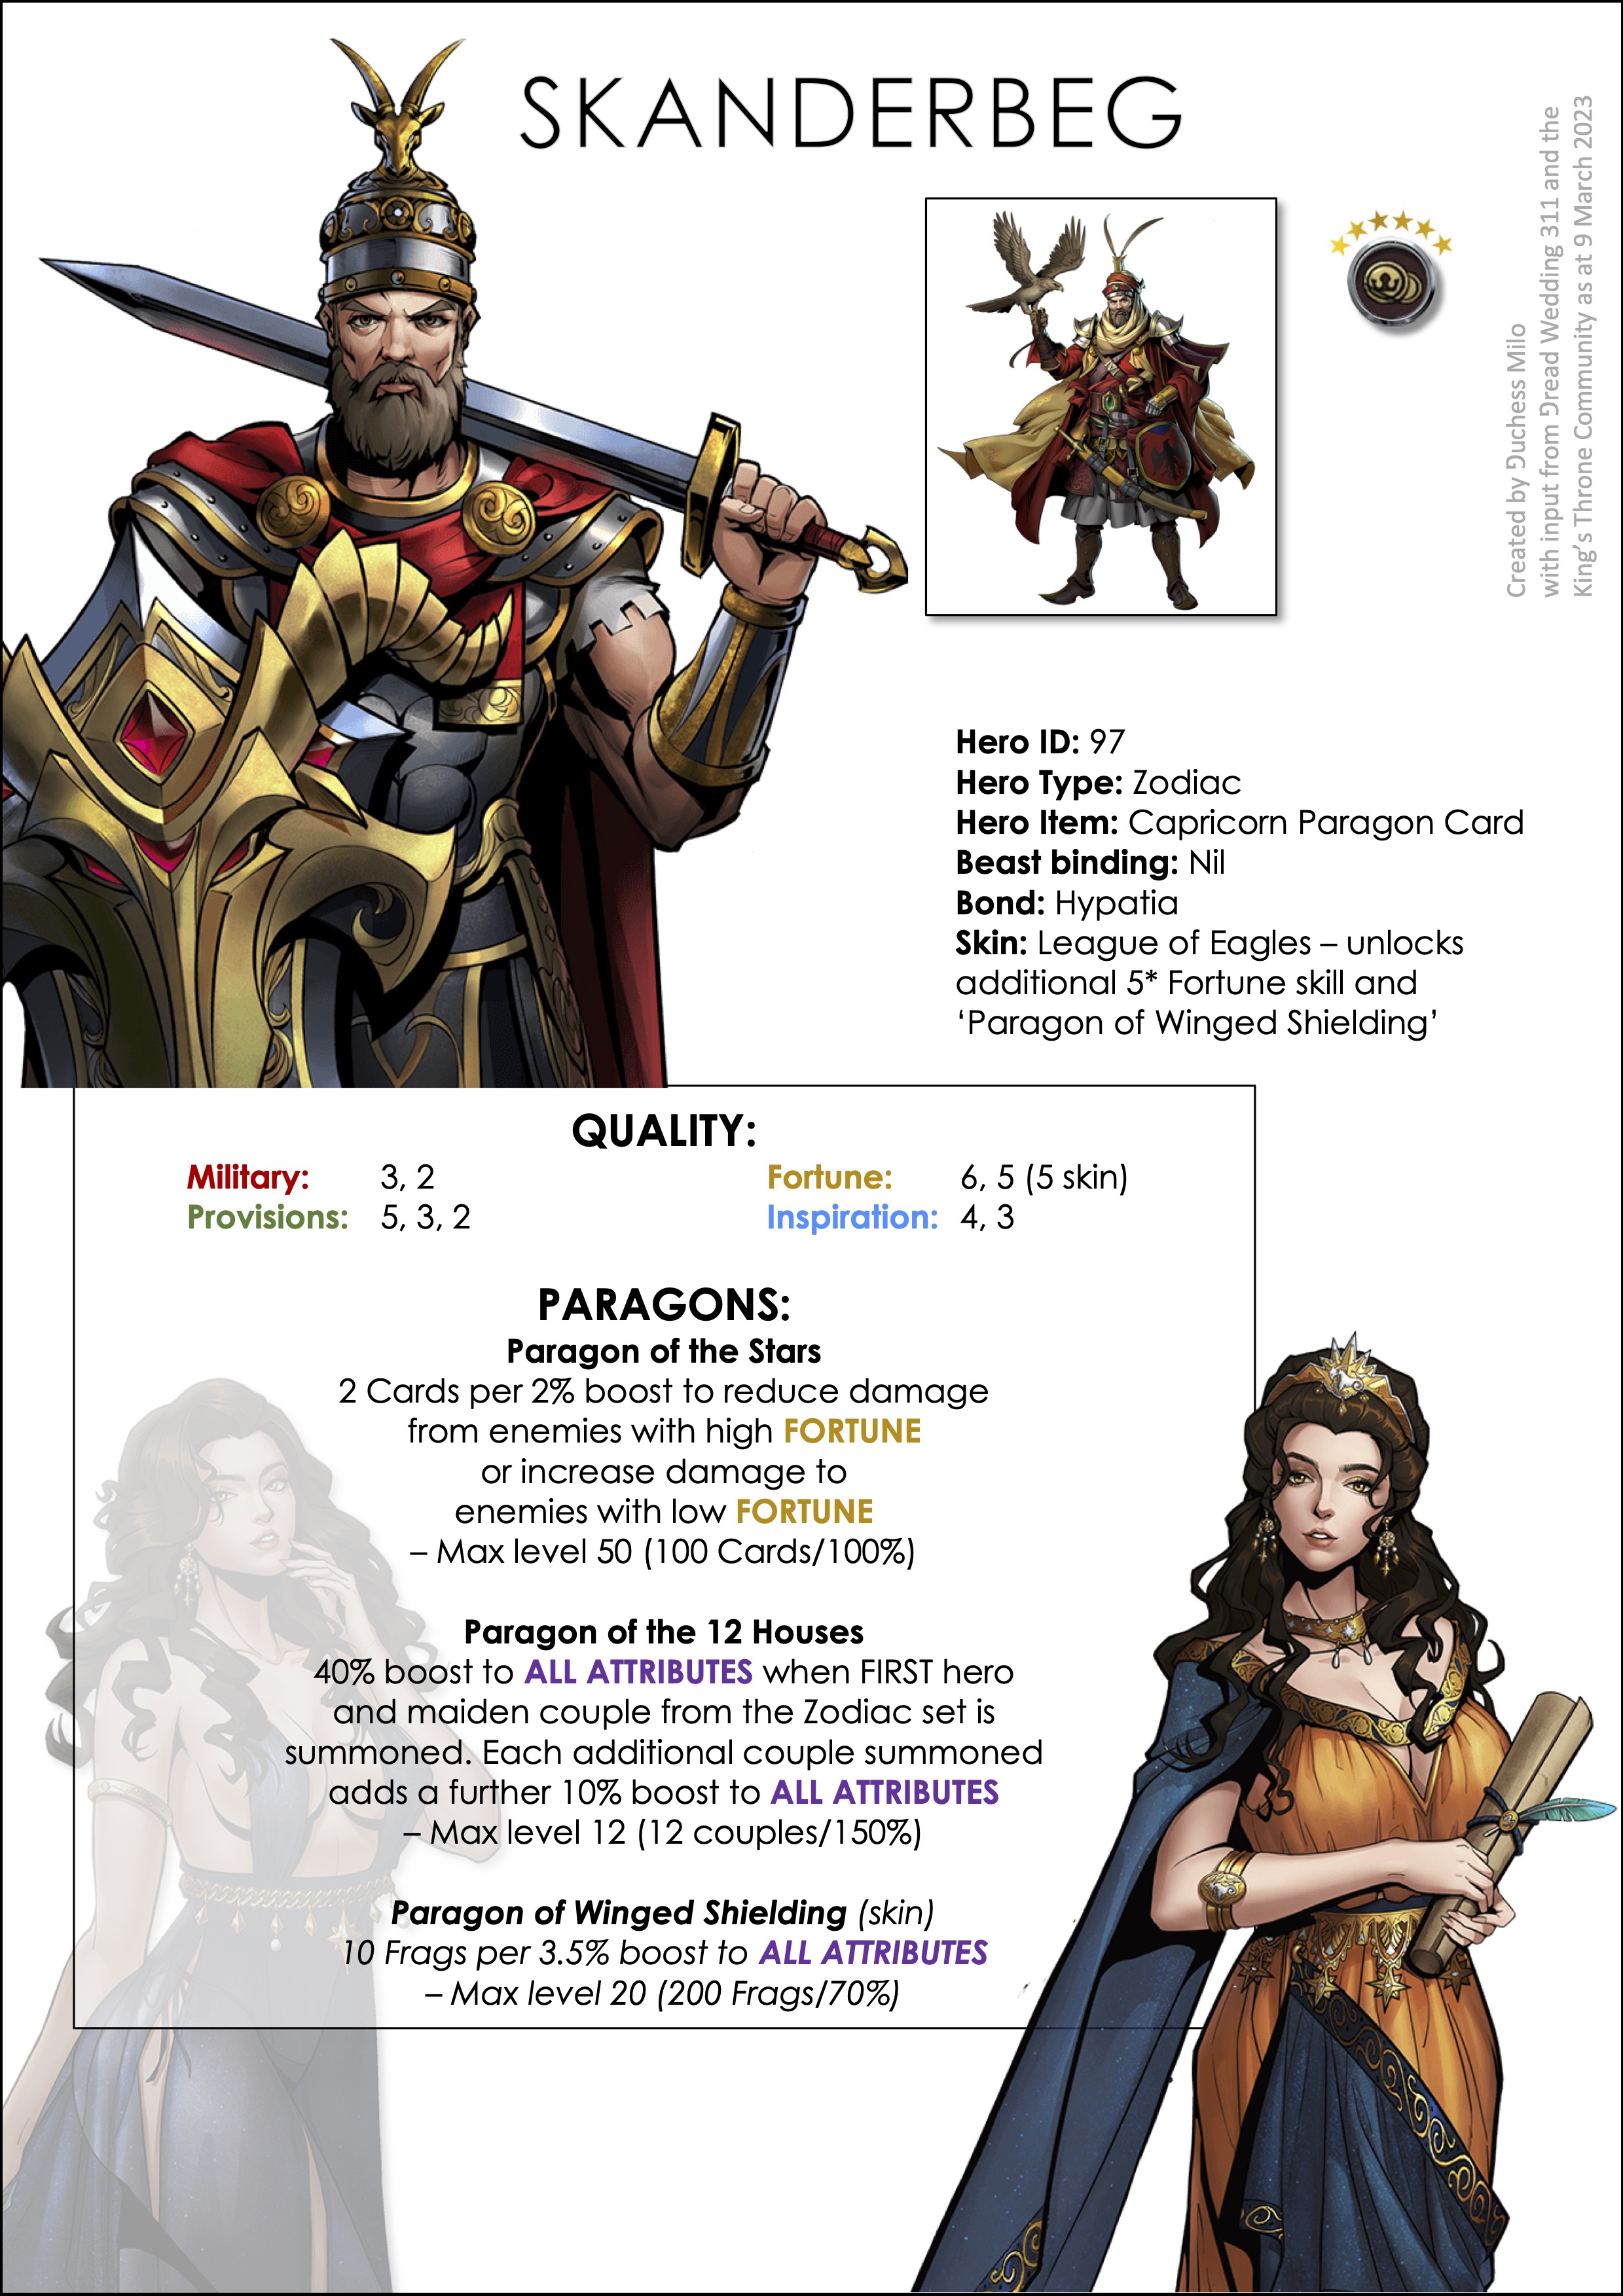 SKANDERBEG
Created by Duchess Milo
with input from Dread Wedding 311 and the
King's Throne Community as at 9 March 2023
Hero ID: 97
Hero Type: Zodiac
Hero Item: Capricorn Paragon Card
Beast binding: Nil
Bond: Hypatia
Skin: League of Eagles – unlocks
additional 5* Fortune skill and
‘Paragon of Winged Shielding’
QUALITY:
Military: 3, 2
Fortune: 6, 5 (5 skin)
Provisions: 5, 3, 2
Inspiration: 4, 3
PARAGONS:
Paragon of the Stars
2 Cards per 2% boost to reduce damage
from enemies with high FORTUNE
or increase damage to
enemies with low FORTUNE
– Max level 50 (100 Cards/100%)
Paragon of the 12 Houses
40% boost to ALL ATTRIBUTES when FIRST hero
and maiden couple from the Zodiac set is
summoned. Each additional couple summoned
adds a further 10% boost to ALL ATTRIBUTES
– Max level 12 (12 couples/150%)
Paragon of Winged Shielding (skin)
10 Frags per 3.5% boost to ALL ATTRIBUTES
– Max level 20 (200 Frags/70%)